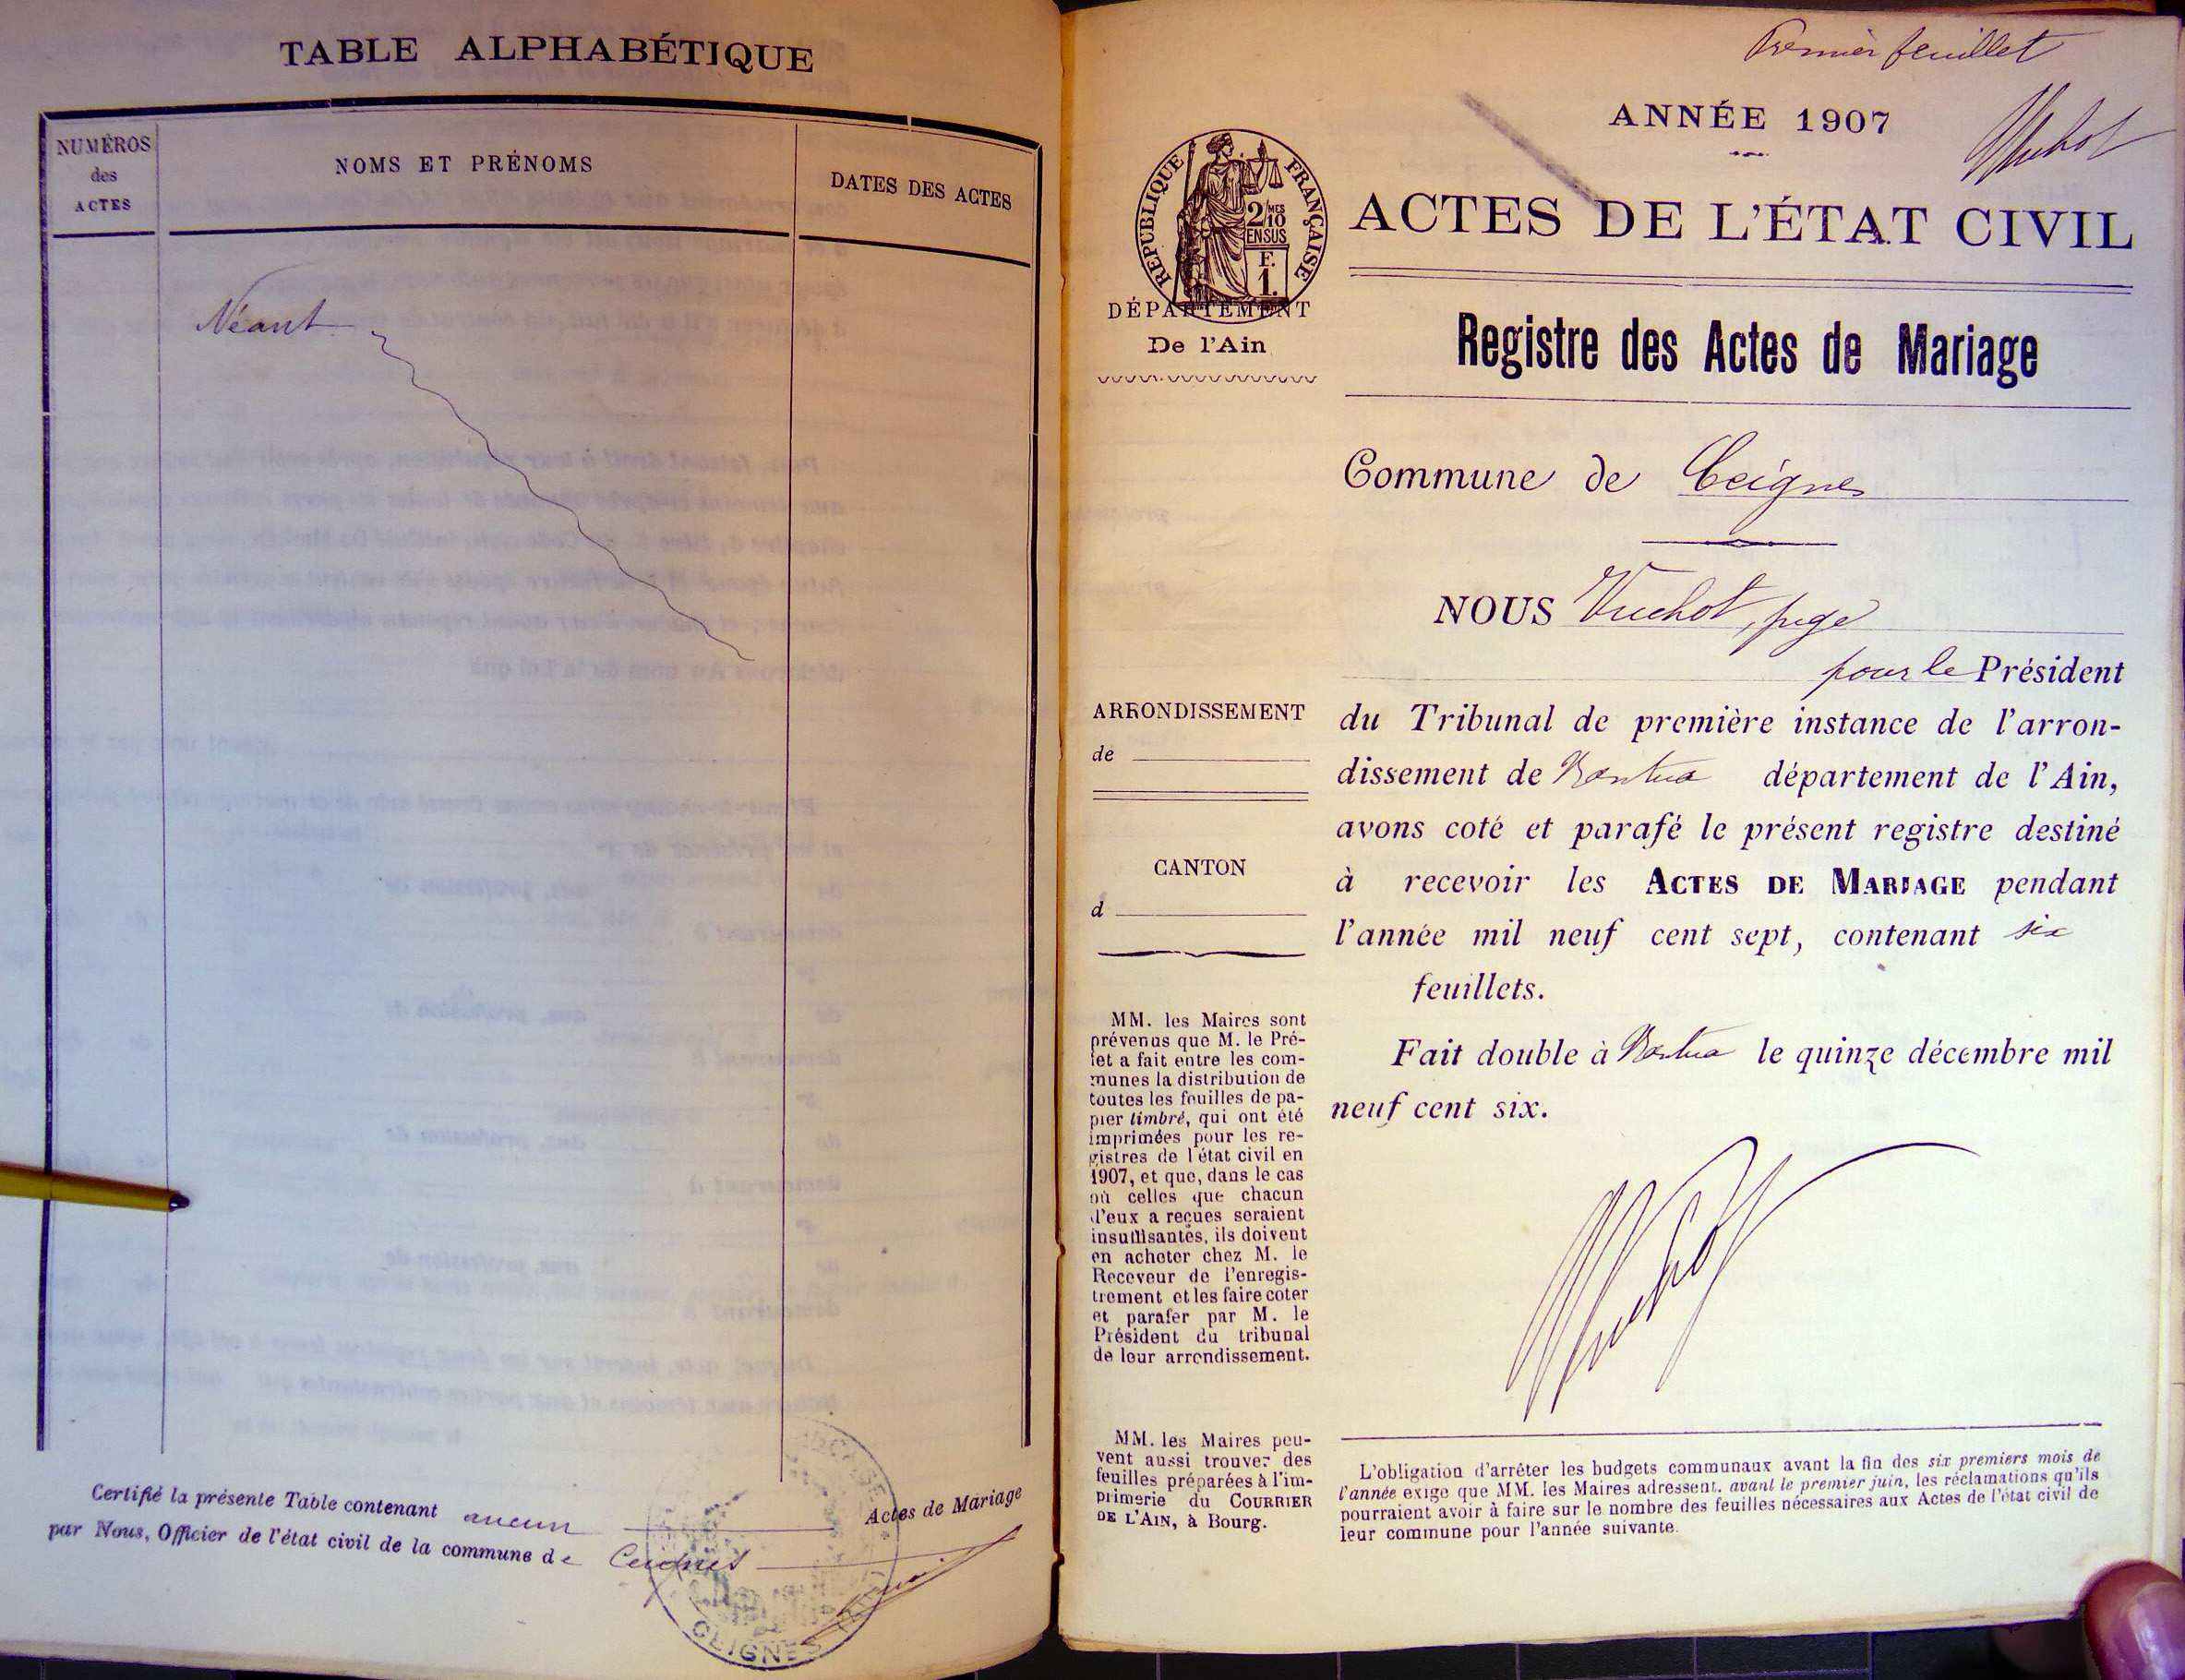 TABLE ALPHABÉTIQUE
NUMÉROS
des
ACTES
NOMS ET PRÉNOMS
DATES DES ACTES
Néant
Certifié la présente Table contenant aucun Actes de Mariage
par Nous, Officier de l'état civil de la commune de Ceignes
CEIGNES
Premier feuillet
ANNÉE 1907
Vuchot
RÉPUBLIQUE FRANÇAISE
2/MES
10
EN SUS
F.
1.
ACTES DE L'ÉTAT CIVIL
DÉPARTEMENT
De l'Ain
Registre des Actes de Mariage
Commune de Ceignes
NOUS Vuchot, juge
pour le Président
ARRONDISSEMENT
de
CANTON
d
du Tribunal de première instance de l'arron-
dissement de Nantua département de l'Ain,
avons coté et parafé le présent registre destiné
à recevoir les ACTES DE MARIAGE pendant
l'année mil neuf cent sept, contenant six
feuillets.
Fait double à Nantua le quinze décembre mil
neuf cent six.
Vuchot
MM. les Maires sont
prévenus que M. le Pré-
fet a fait entre les com-
munes la distribution de
toutes les feuilles de pa-
pier timbré, qui ont été
imprimées pour les re-
gistres de l'état civil en
1907, et que, dans le cas
où celles que chacun
d'eux a reçues seraient
insuffisantes, ils doivent
en acheter chez M. le
Receveur de l'enregis-
trement et les faire coter
et parafer par M. le
Président du tribunal
de leur arrondissement.
MM. les Maires peu-
vent aussi trouver des
feuilles préparées à l'im-
primerie du COURRIER
DE L'AIN, à Bourg.
L'obligation d'arrêter les budgets communaux avant la fin des six premiers mois de
l'année exige que MM. les Maires adressent, avant le premier juin, les réclamations qu'ils
pourraient avoir à faire sur le nombre des feuilles nécessaires aux Actes de l'état civil de
leur commune pour l'année suivante.